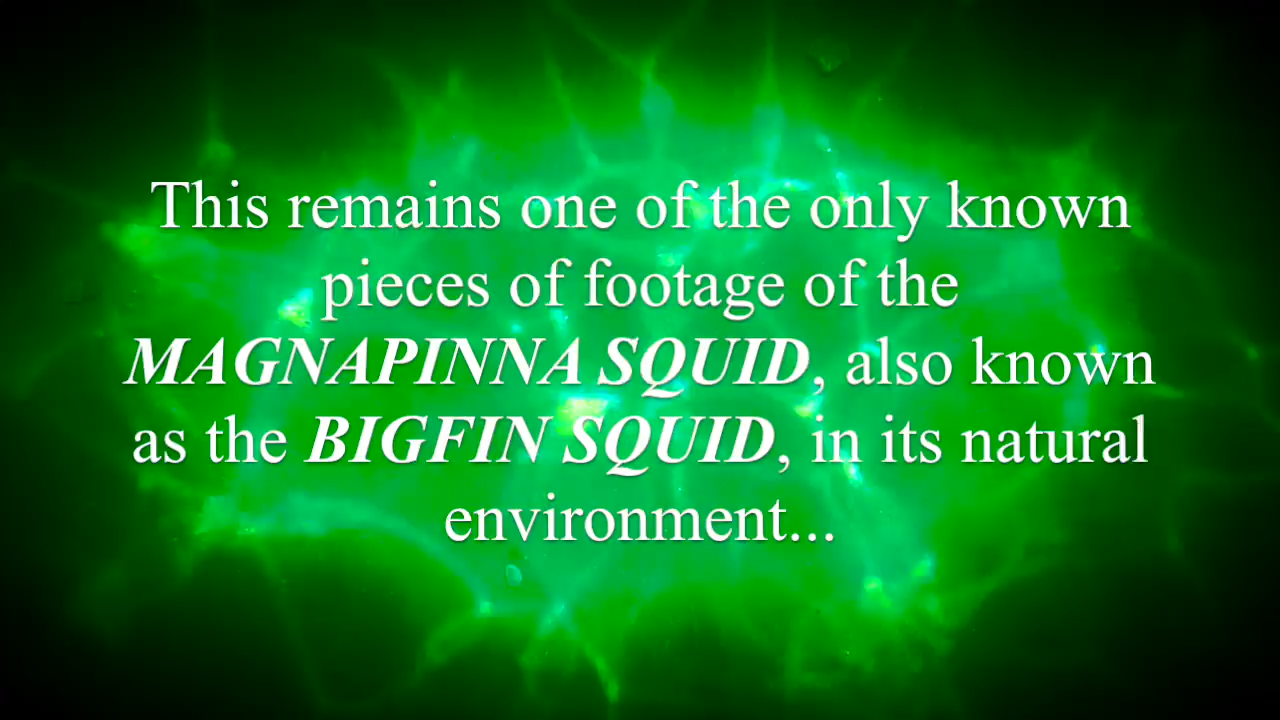 This remains one of the only known
pieces of footage of the
MAGNAPINNA SQUID, also known
as the BIGFIN SQUID, in its natural
environment...